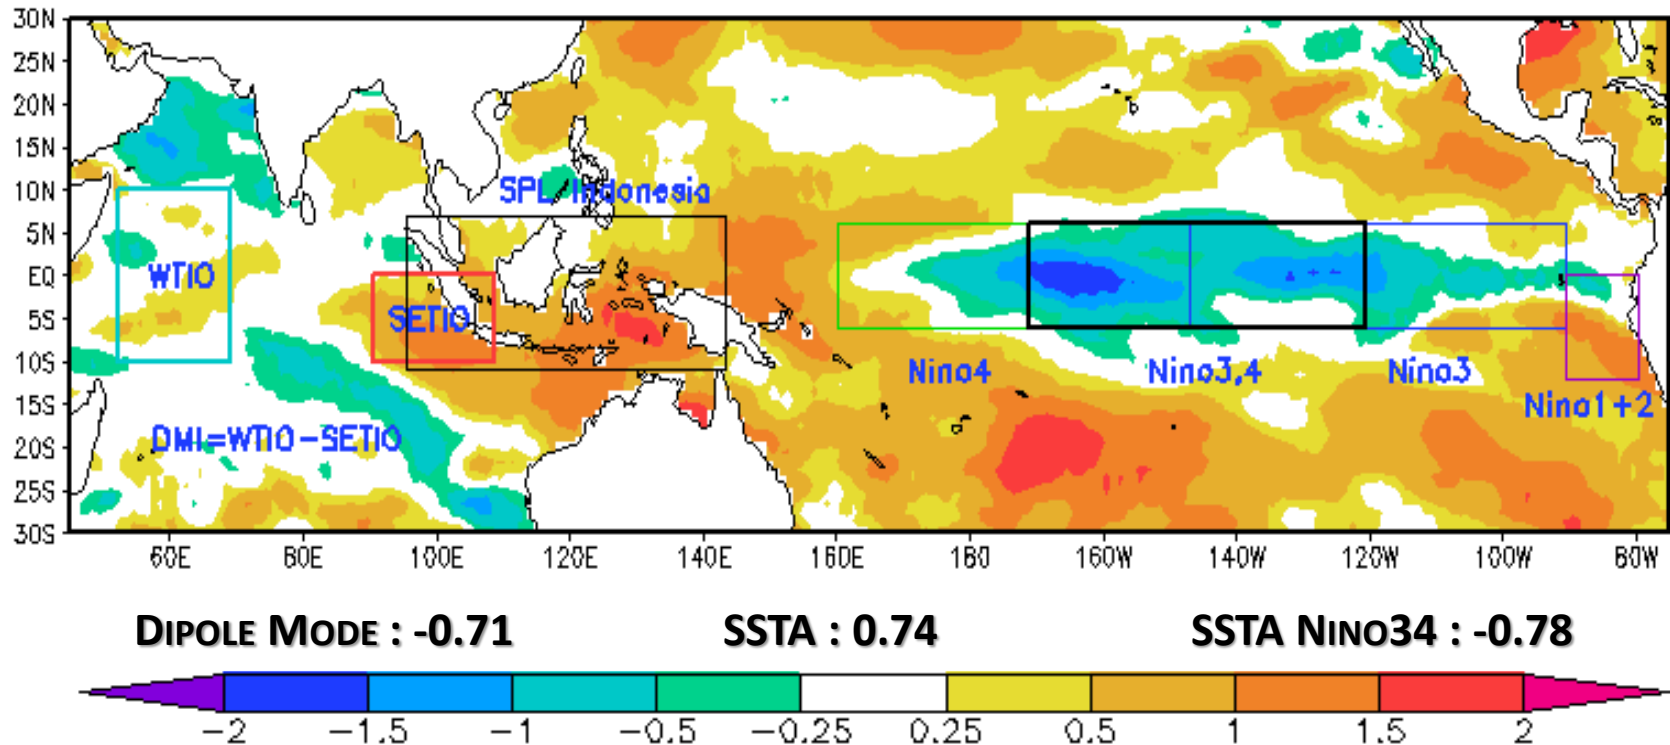 30N
25N
20N
15N
10N
5N
EQ
5S
10S
15S
20S
25S
30S
SPL Indonesia
WTIO
SETIO
Nino4
Nino3,4
Nino3
Nino1+2
DMI=WTIO-SETIO
60E 80E 100E 120E 140E 160E 180 160W 140W 120W 100W 80W
DIPOLE MODE : -0.71 SSTA : 0.74 SSTA NINO34 : -0.78
-2 -1.5 -1 -0.5 -0.25 0.25 0.5 1 1.5 2